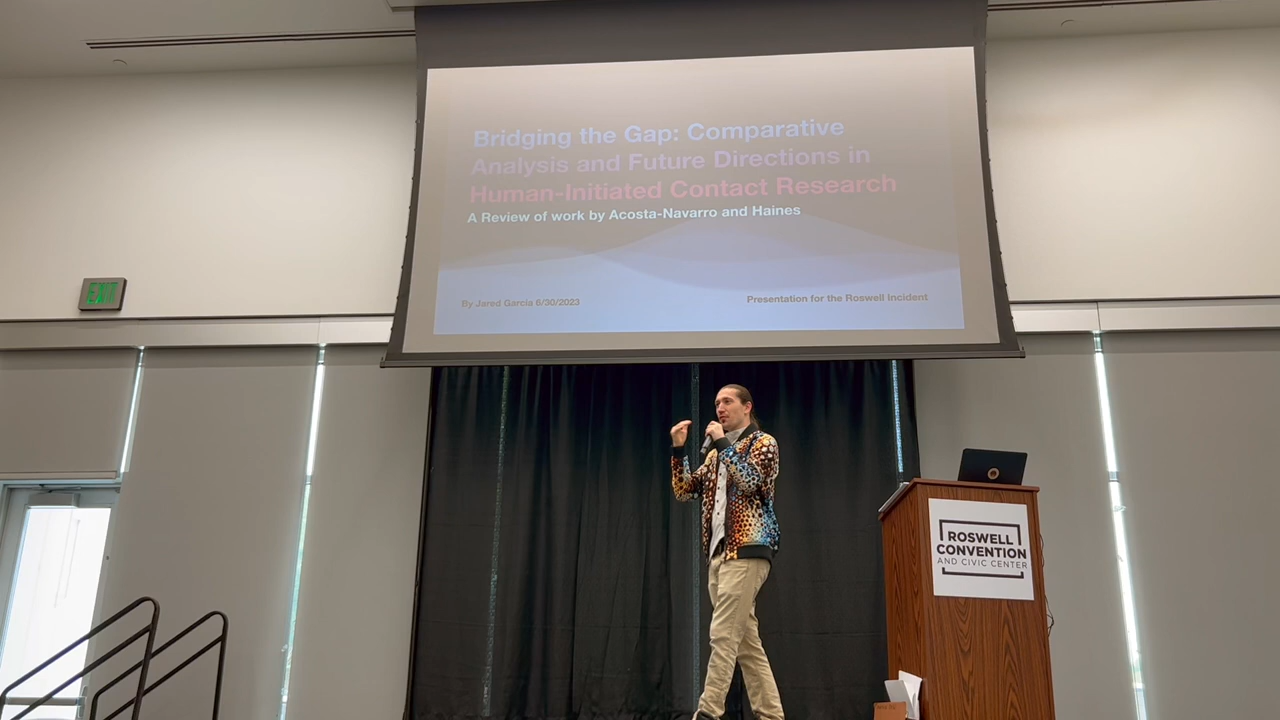 Bridging the Gap: Comparative
Analysis and Future Directions in
Human-Initiated Contact Research
A Review of work by Acosta-Navarro and Haines
By Jared Garcia 6/30/2023
Presentation for the Roswell Incident
EXIT
ROSWELL
CONVENTION
AND CIVIC CENTER